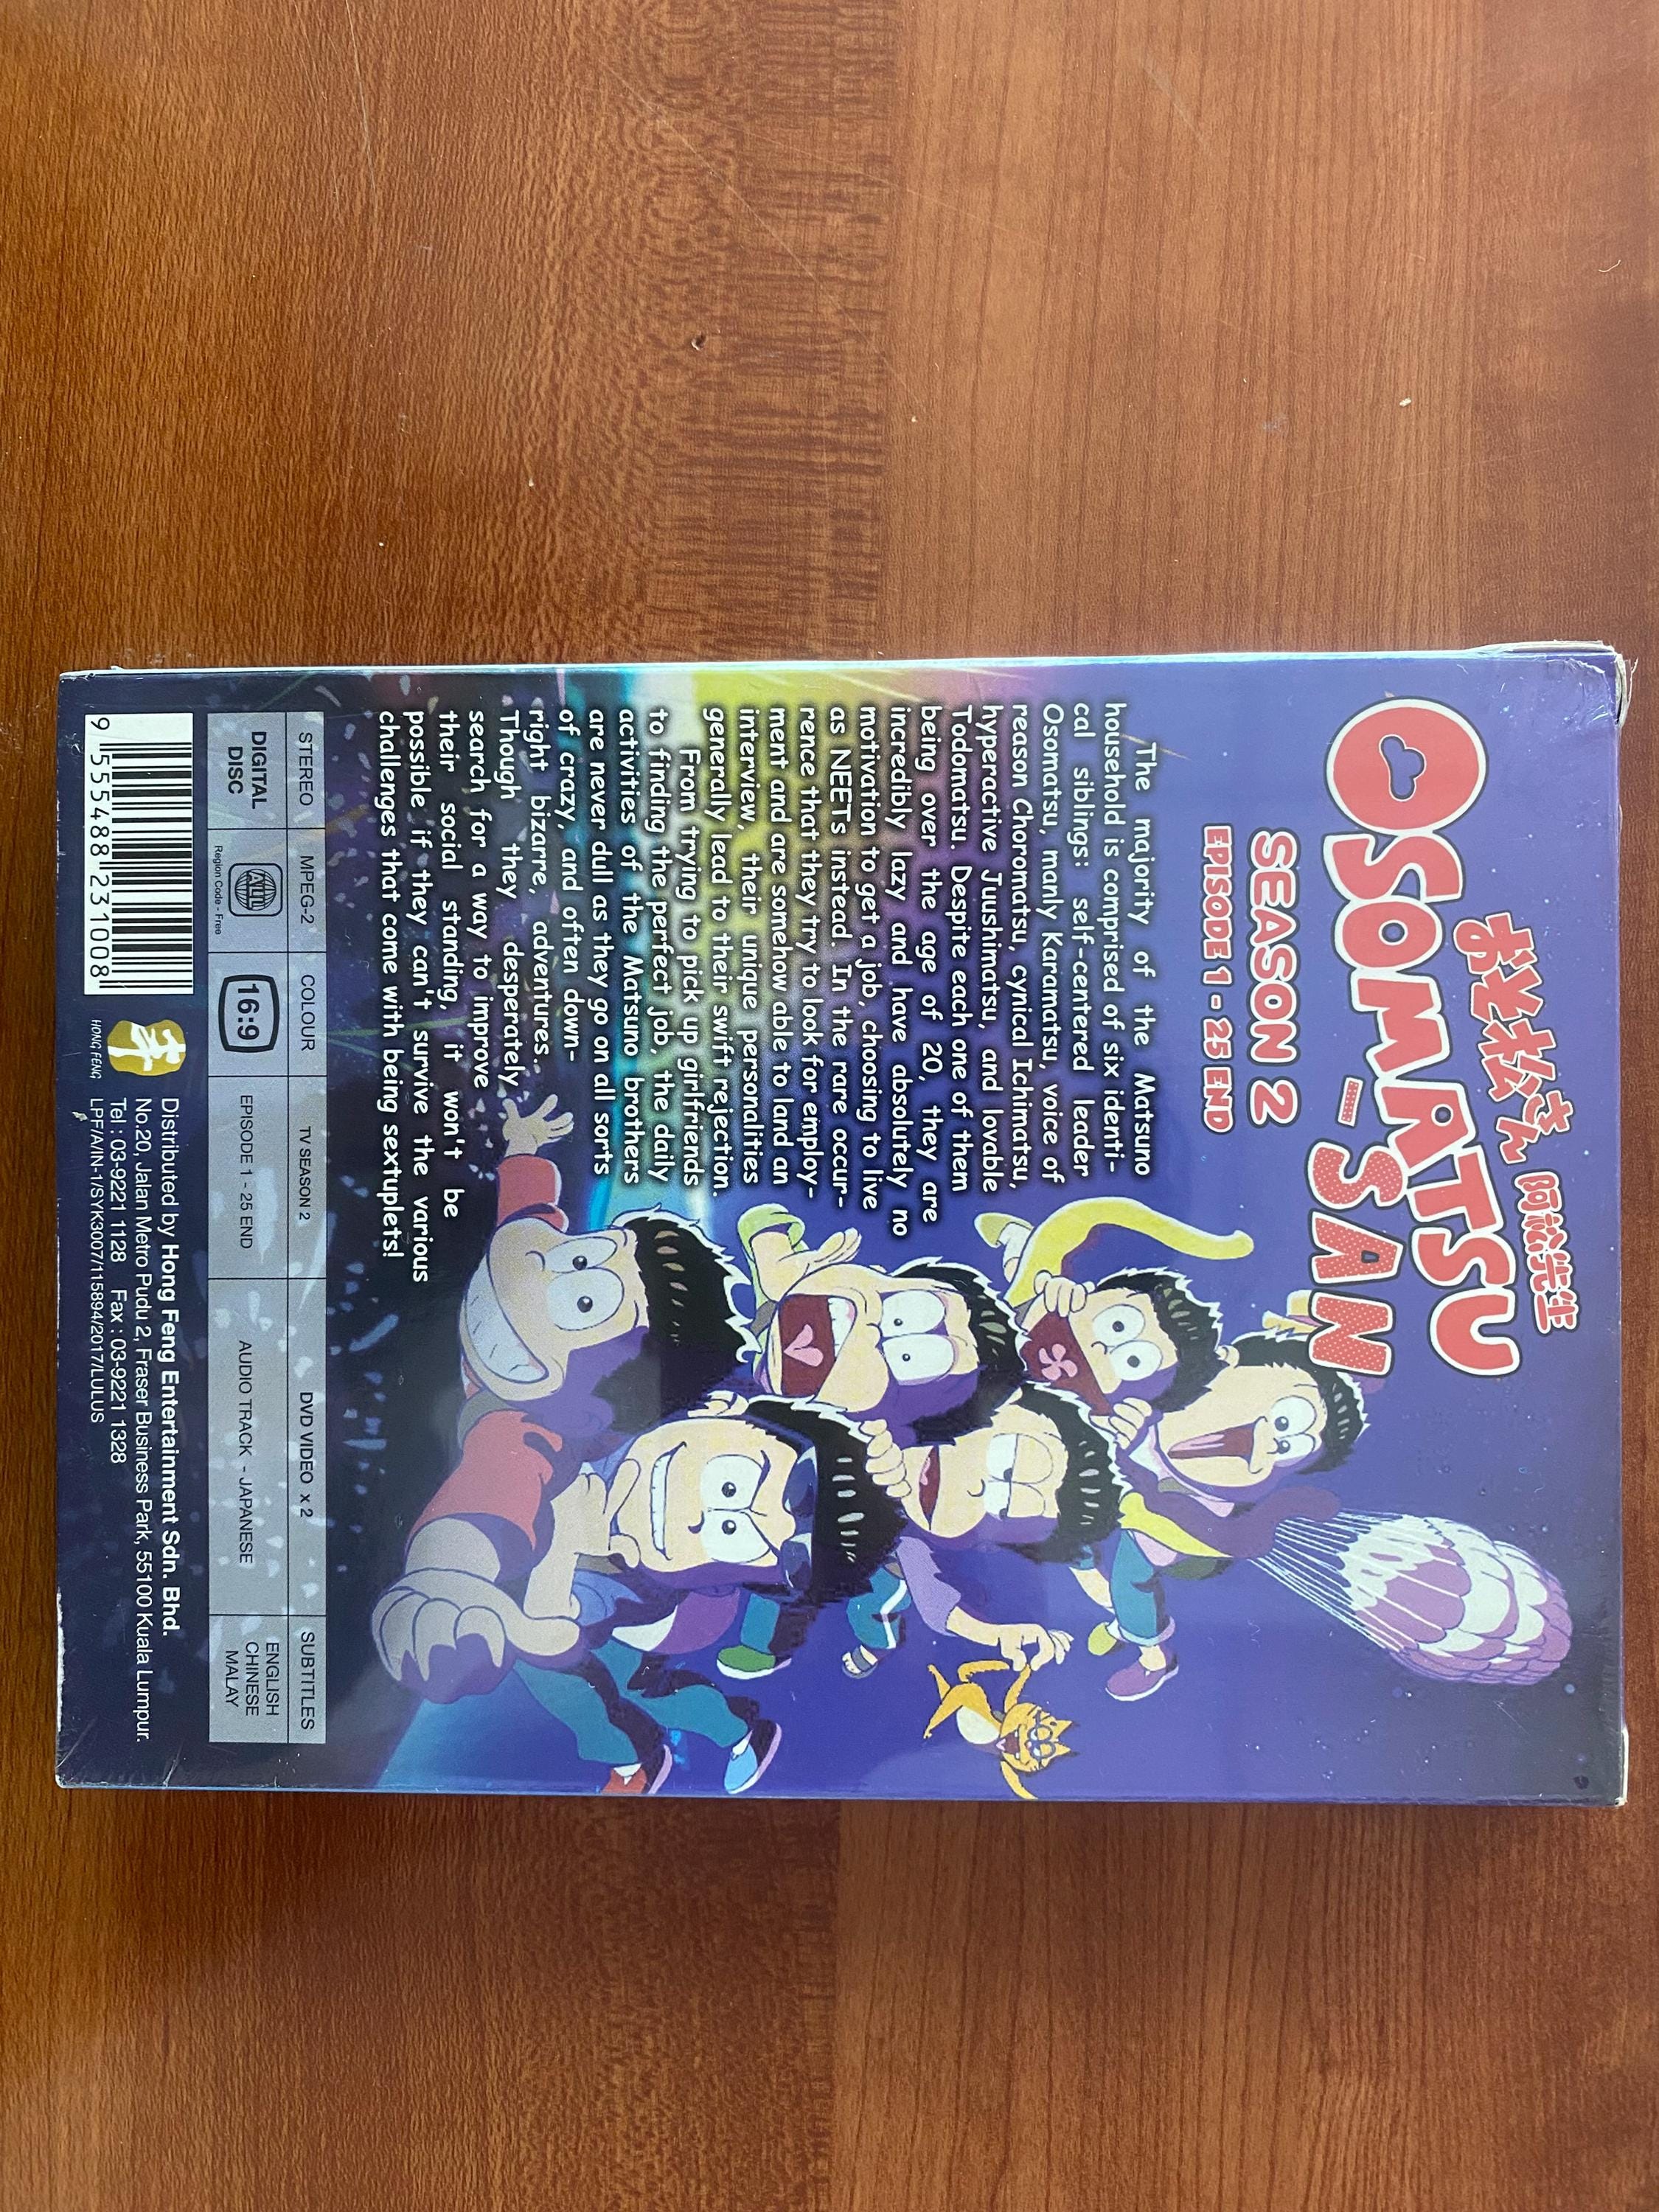 おそ松さん 阿松先生
OSOMATSU
-SAN
SEASON 2
EPISODE 1 - 25 END
The majority of the Matsuno
household is comprised of six identi-
cal siblings: self-centered leader
Osomatsu, manly Karamatsu, voice of
reason Choromatsu, cynical Ichimatsu,
hyperactive Juushimatsu, and lovable
Todomatsu. Despite each one of them
being over the age of 20, they are
incredibly lazy and have absolutely no
motivation to get a job, choosing to live
as NEETs instead. In the rare occur-
rence that they try to look for employ-
ment and are somehow able to land an
interview, their unique personalities
generally lead to their swift rejection.
From trying to pick up girlfriends
to finding the perfect job, the daily
activities of the Matsuno brothers
are never dull as they go on all sorts
of crazy, and often down-
right bizarre, adventures.
Though they desperately
search for a way to improve
their social standing, it won't be
possible if they can't survive the various
challenges that come with being sextuplets!
STEREO MPEG-2 COLOUR TV SEASON 2 DVD VIDEO x 2 SUBTITLES
DIGITAL
DISC
ALL
Region Code - Free
16:9
EPISODE 1 - 25 END
AUDIO TRACK - JAPANESE
ENGLISH
CHINESE
MALAY
9 555488 231008
HONG FENG
Distributed by Hong Feng Entertainment Sdn. Bhd.
No.20, Jalan Metro Pudu 2, Fraser Business Park, 55100 Kuala Lumpur.
Tel : 03-9221 1128 Fax : 03-9221 1328
LPF/A/IN-1/SYK3007/115894/2017/LULUS